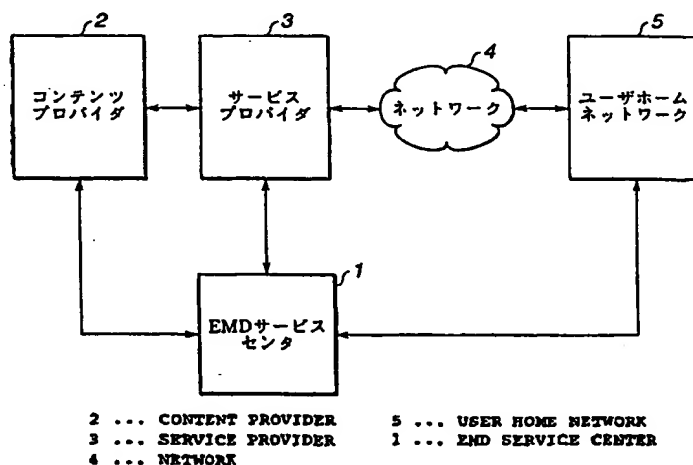 2
コンテンツ
プロバイダ
3
サービス
プロバイダ
4
ネットワーク
5
ユーザホーム
ネットワーク
1
EMDサービス
センタ
2 ... CONTENT PROVIDER
3 ... SERVICE PROVIDER
4 ... NETWORK
5 ... USER HOME NETWORK
1 ... EMD SERVICE CENTER